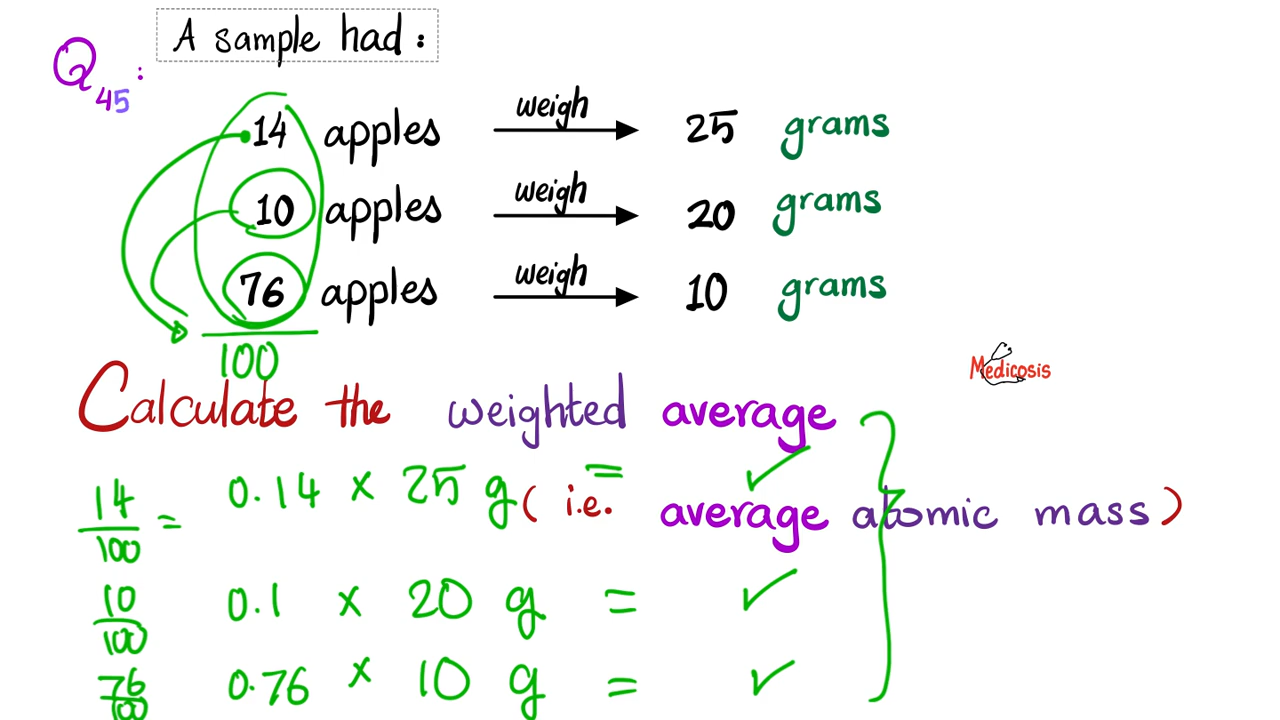 A sample had:
Q45:
14 apples weigh 25 grams
10 apples weigh 20 grams
76 apples weigh 10 grams
100
Medicosis
Calculate the weighted average
14/100 = 0.14 × 25 g =
(i.e. average atomic mass)
10/100 0.1 × 20 g = ✓
76/100 0.76 × 10 g = ✓